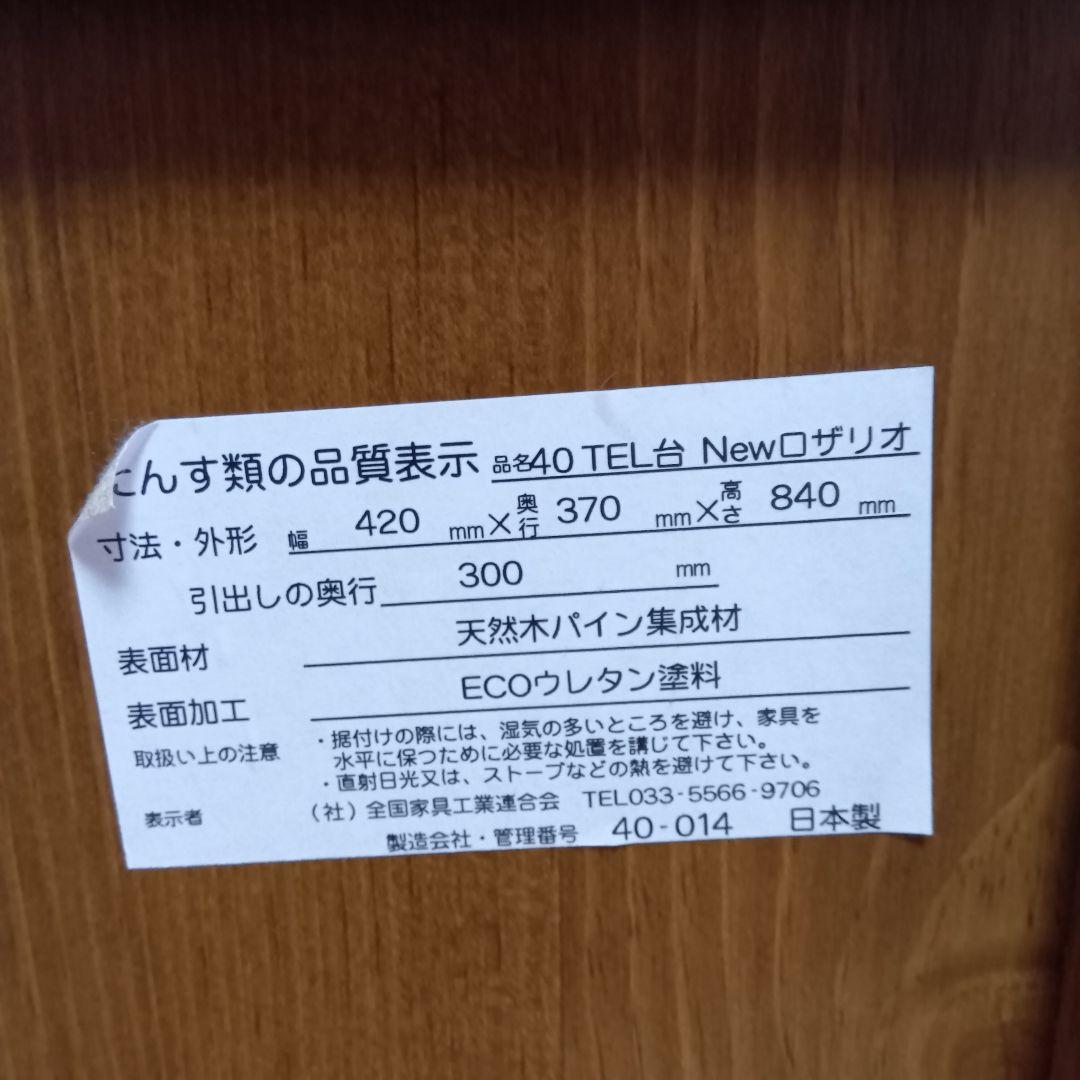 たんす類の品質表示 品名40 TEL台 Newロザリオ
寸法・外形 幅 420 mm×奥行 370 mm×高さ 840 mm
引出しの奥行 300 mm
表面材 天然木パイン集成材
表面加工 ECOウレタン塗料
取扱い上の注意 ・据付けの際には、湿気の多いところを避け、家具を
水平に保つために必要な処置を講じて下さい。
・直射日光又は、ストーブなどの熱を避けて下さい。
表示者 (社)全国家具工業連合会 TEL033-5566-9706
製造会社・管理番号 40-014 日本製